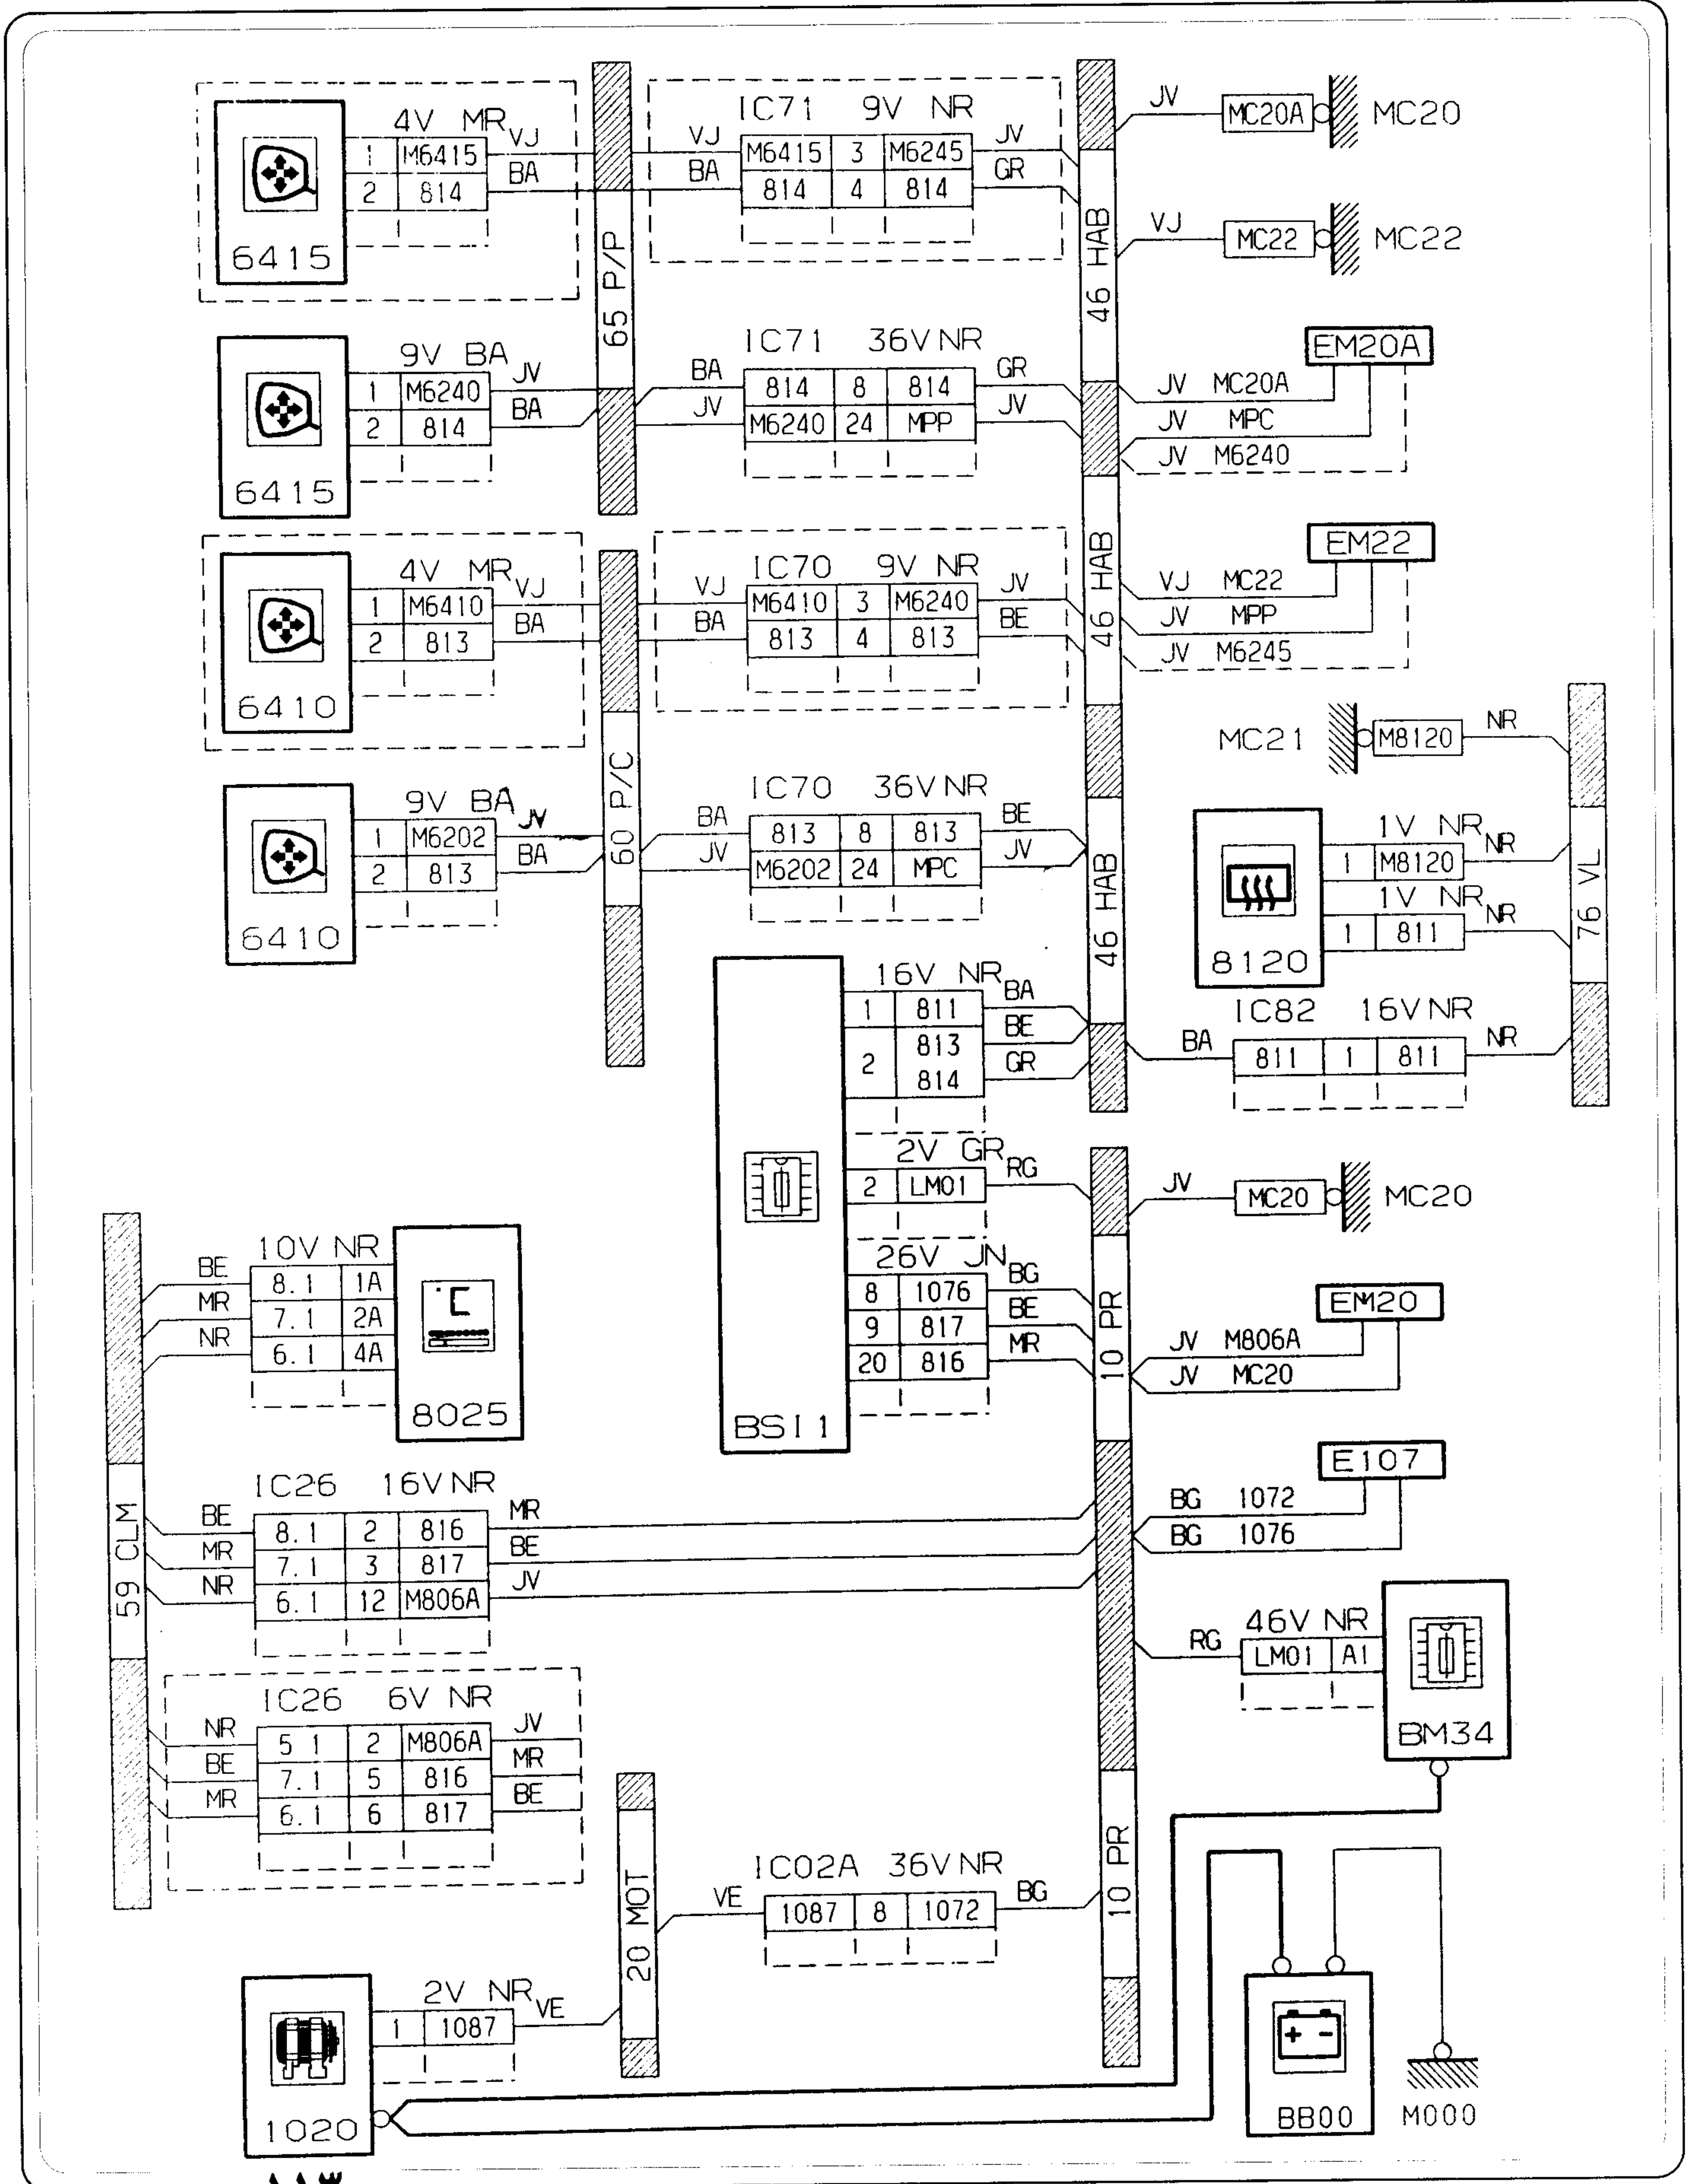 4V MR VJ
1 M6415
2 814 BA
6415
65 P/P
IC71 9V NR
VJ M6415 3 M6245 JV
BA 814 4 814 GR
46 HAB
JV MC20A MC20
VJ MC22 MC22
9V BA
1 M6240 JV
2 814 BA
6415
IC71 36V NR
BA 814 8 814 GR
JV M6240 24 MPP JV
EM20A
JV MC20A
JV MPC
JV M6240
4V MR VJ
1 M6410
2 813 BA
6410
60 P/C
IC70 9V NR
VJ M6410 3 M6240 JV
BA 813 4 813 BE
46 HAB
EM22
VJ MC22
JV MPP
JV M6245
MC21 M8120 NR
9V BA
1 M6202 JV
2 813 BA
6410
IC70 36V NR
BA 813 8 813 BE
JV M6202 24 MPC JV
46 HAB
1V NR
1 M8120 NR
1V NR
1 811 NR
8120
76 VL
16V NR
1 811 BA
2 813 BE
814 GR
IC82 16V NR
BA 811 1 811 NR
2V GR
2 LM01 RG
26V JN
8 1076 BG
9 817 BE
20 816 MR
BSI1
10 PR
JV MC20 MC20
EM20
JV M806A
JV MC20
10V NR
BE 8.1 1A
MR 7.1 2A
NR 6.1 4A
°C
8025
59 CLM
IC26 16V NR
BE 8.1 2 816 MR
MR 7.1 3 817 BE
NR 6.1 12 M806A JV
E107
BG 1072
BG 1076
46V NR
RG LM01 A1
BM34
IC26 6V NR
NR 5 1 2 M806A JV
BE 7.1 5 816 MR
MR 6.1 6 817 BE
20 MOT
IC02A 36V NR
VE 1087 8 1072 BG
10 PR
2V NR
1 1087 VE
1020
+ -
BB00
M000